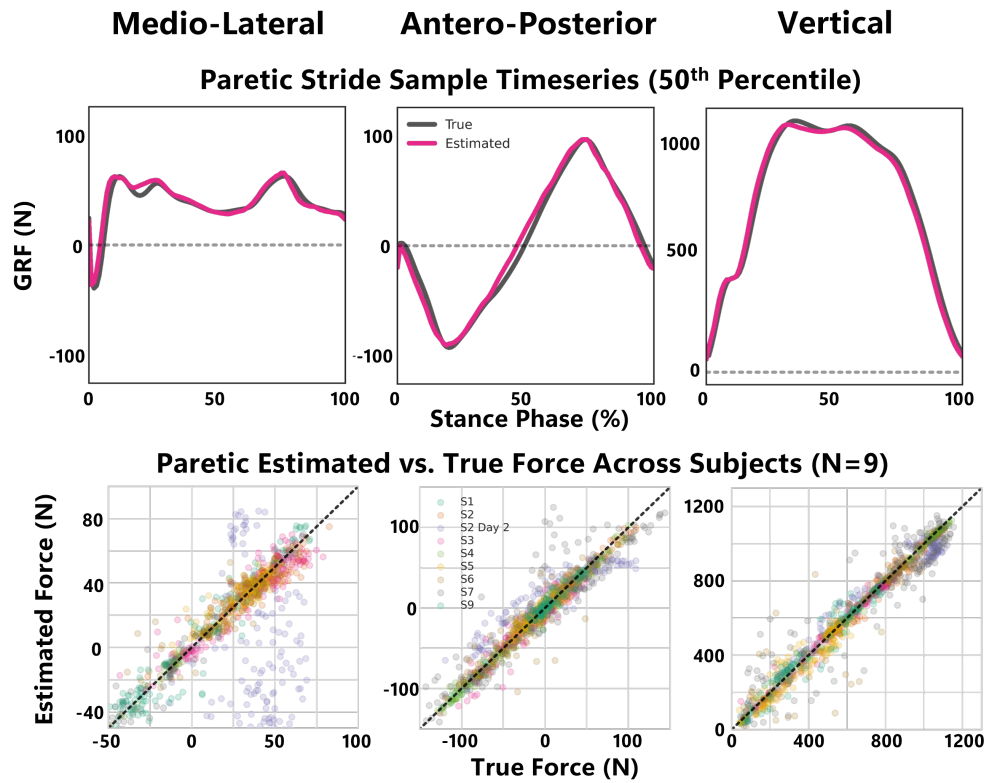 Medio-Lateral Antero-Posterior Vertical
Paretic Stride Sample Timeseries (50th Percentile)
100 100 1000
True
Estimated
GRF (N)
0 0 500
-100 -100 0
0 50 100 0 50 100 0 50 100
Stance Phase (%)
Paretic Estimated vs. True Force Across Subjects (N=9)
Estimated Force (N)
80 100 1200
40 0 800
0 -100 400
-40 0
S1
S2
S2 Day 2
S3
S4
S5
S6
S7
S9
-50 0 50 100 -100 0 100 0 400 800 1200
True Force (N)